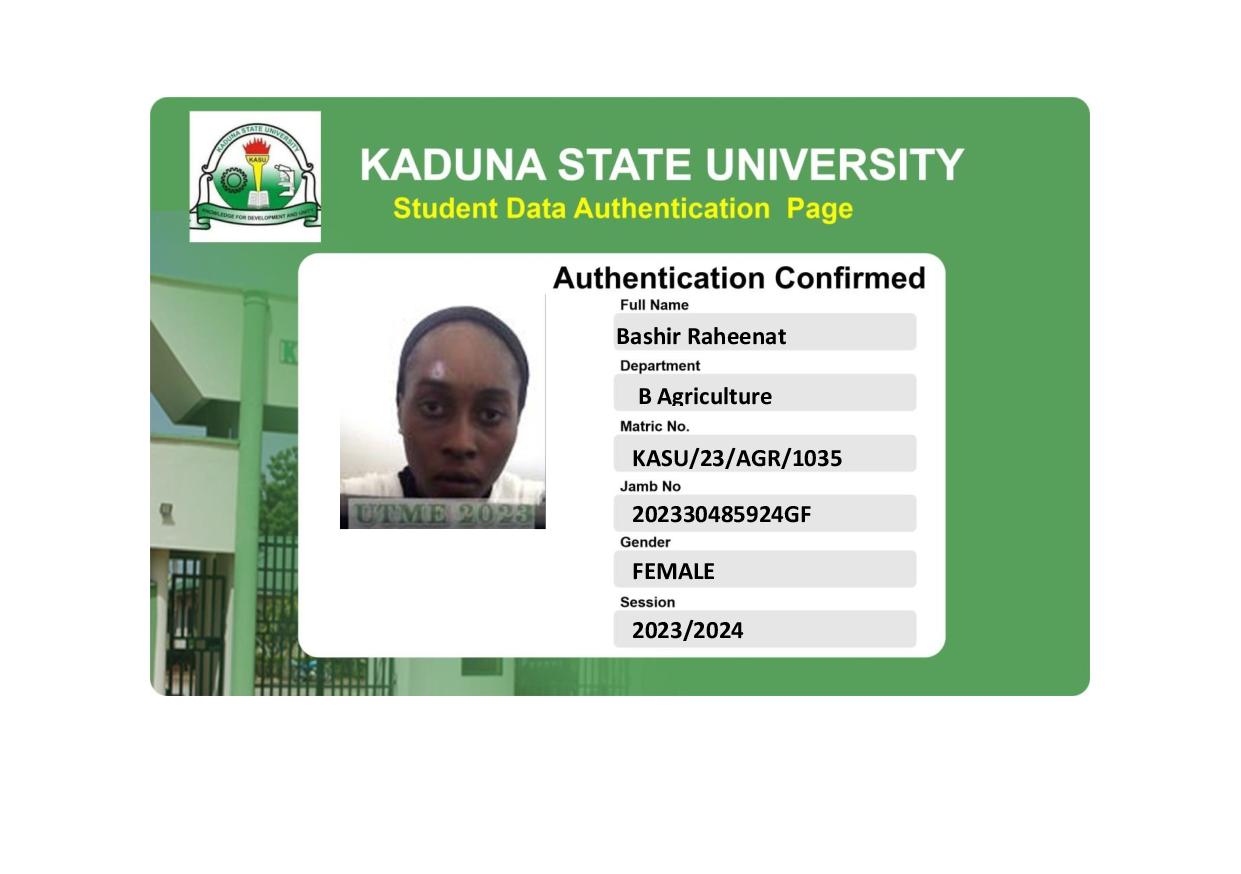 KADUNA STATE UNIVERSITY
KASU
KNOWLEDGE FOR DEVELOPMENT AND UNITY
KADUNA STATE UNIVERSITY
Student Data Authentication Page
Authentication Confirmed
Full Name
Bashir Raheenat
Department
B Agriculture
Matric No.
KASU/23/AGR/1035
Jamb No
202330485924GF
Gender
FEMALE
Session
2023/2024
UTME 2023
K